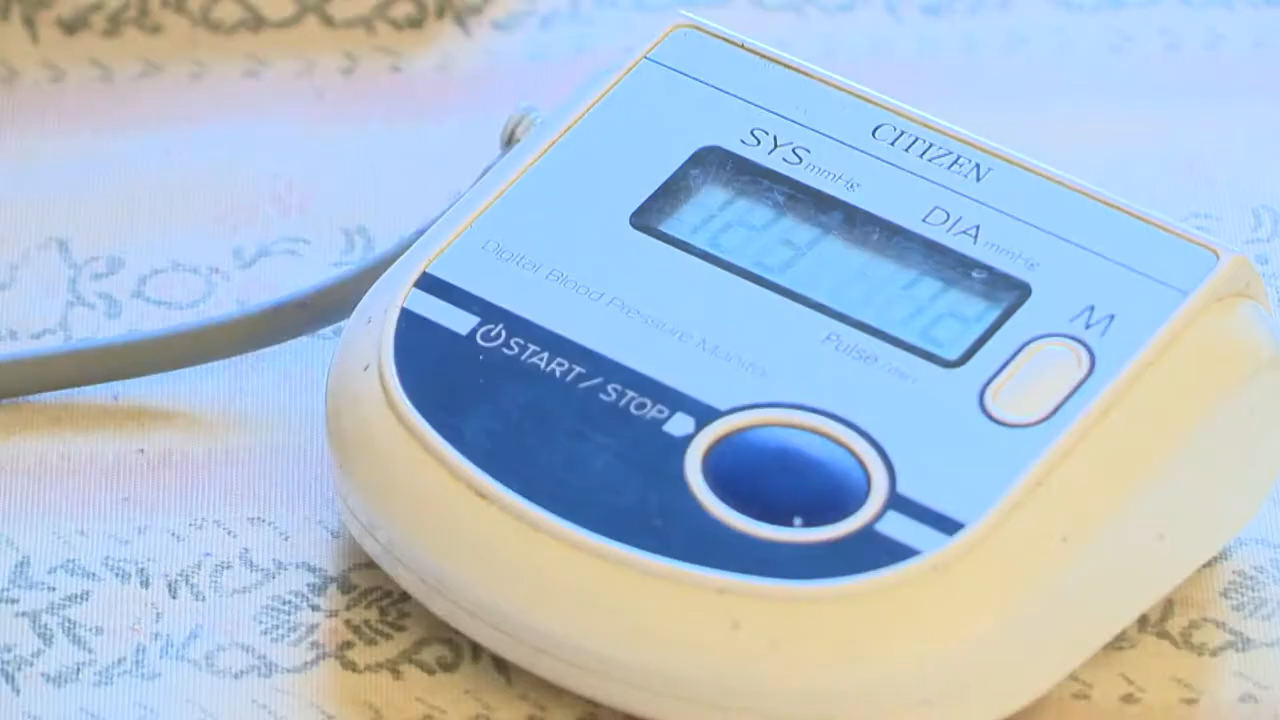 CITIZEN
SYS mmHg
DIA mmHg
M
Digital Blood Pressure Monitor
Pulse /min
START / STOP